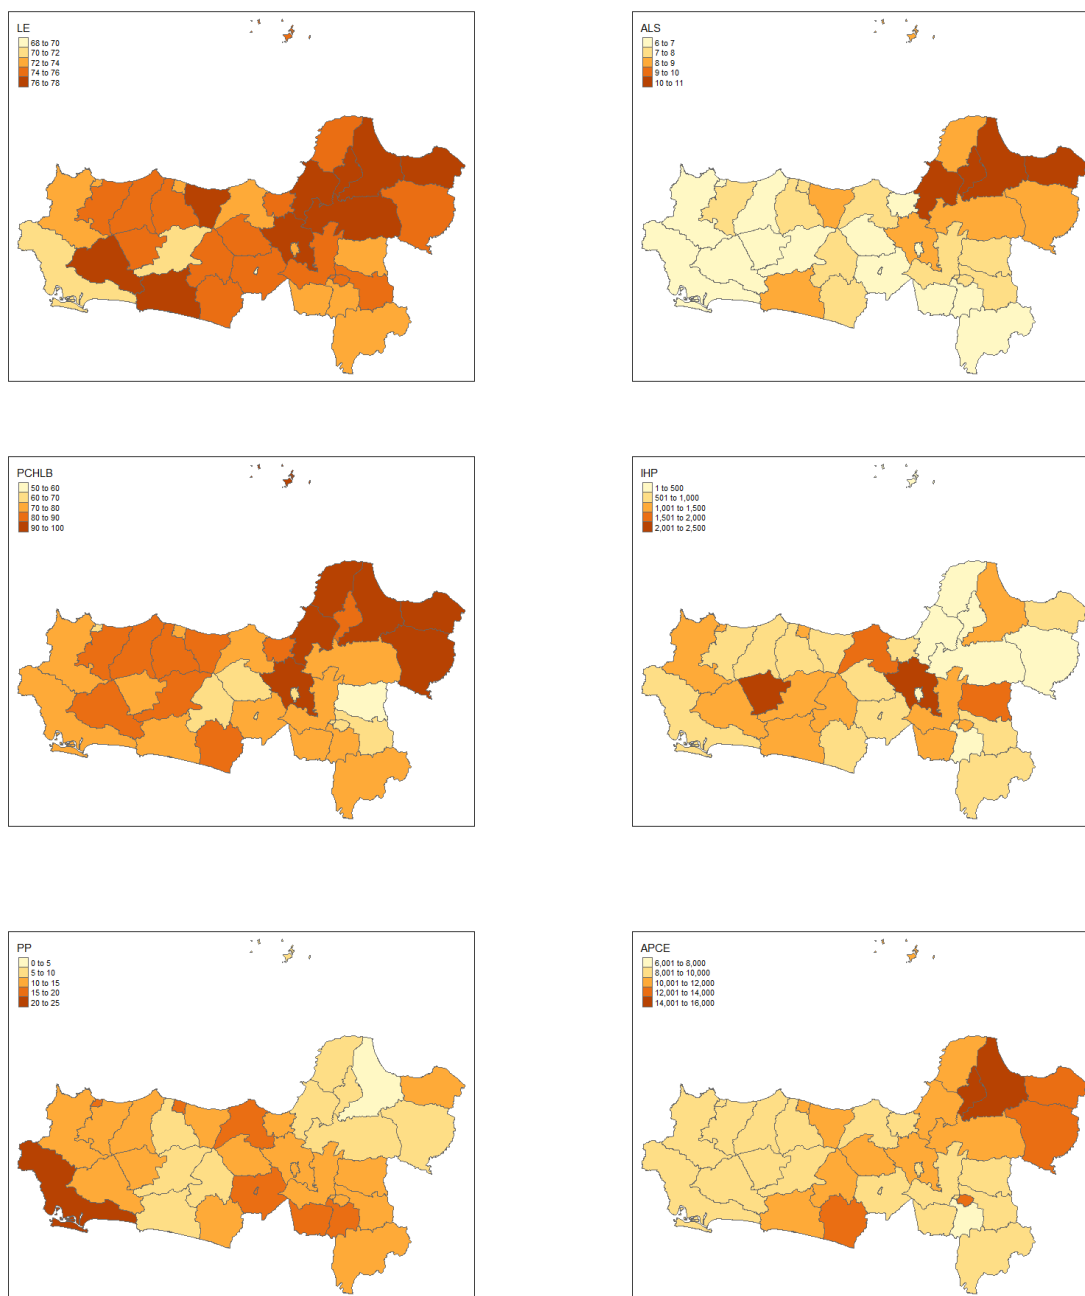 LE
68 to 70
70 to 72
72 to 74
74 to 76
76 to 78
ALS
6 to 7
7 to 8
8 to 9
9 to 10
10 to 11
PCHLB
50 to 60
60 to 70
70 to 80
80 to 90
90 to 100
IHP
1 to 500
501 to 1,000
1,001 to 1,500
1,501 to 2,000
2,001 to 2,500
PP
0 to 5
5 to 10
10 to 15
15 to 20
20 to 25
APCE
6,001 to 8,000
8,001 to 10,000
10,001 to 12,000
12,001 to 14,000
14,001 to 16,000